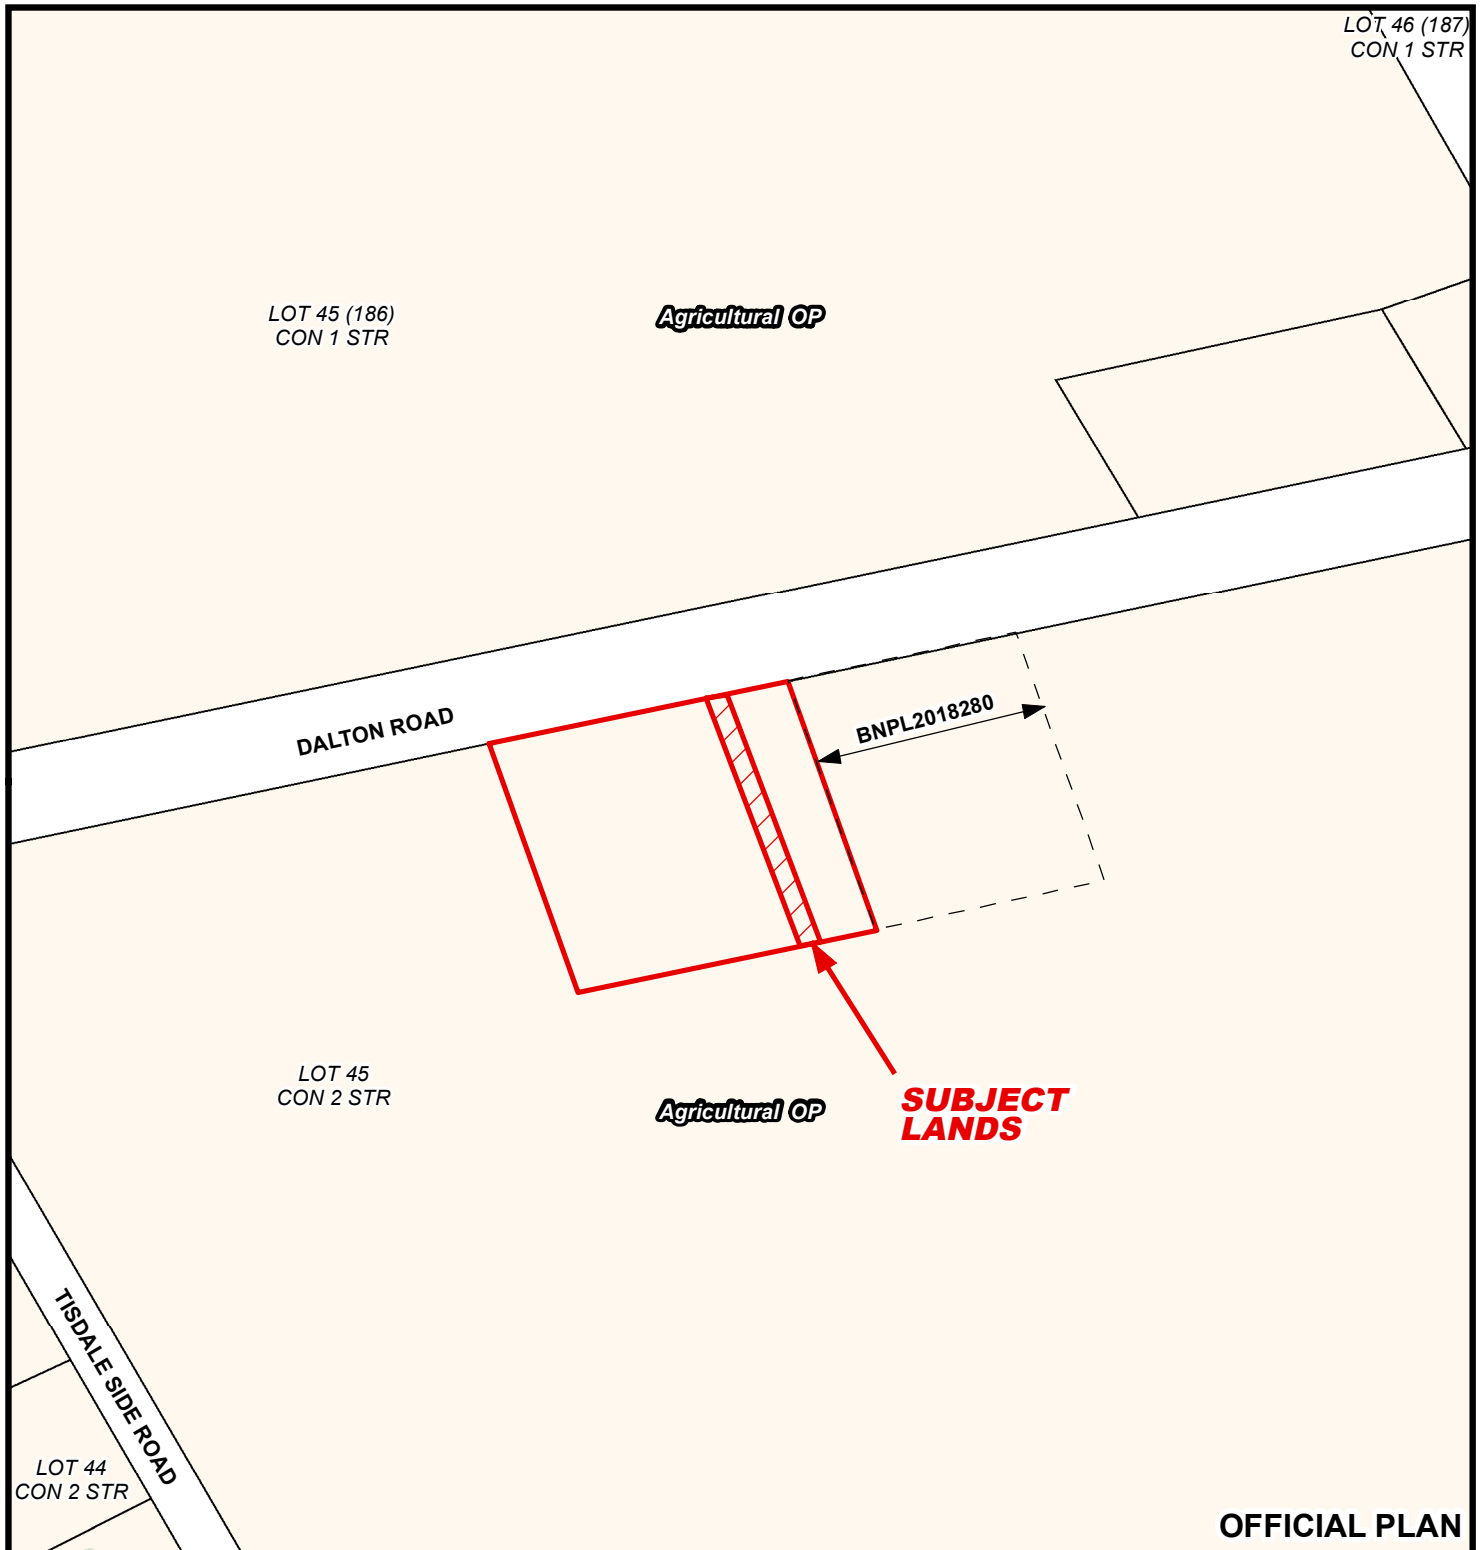 LOT 46 (187)
CON 1 STR
LOT 45 (186)
CON 1 STR
Agricultural OP
DALTON ROAD
BNPL2018280
LOT 45
CON 2 STR
Agricultural OP
SUBJECT
LANDS
TISDALE SIDE ROAD
LOT 44
CON 2 STR
OFFICIAL PLAN